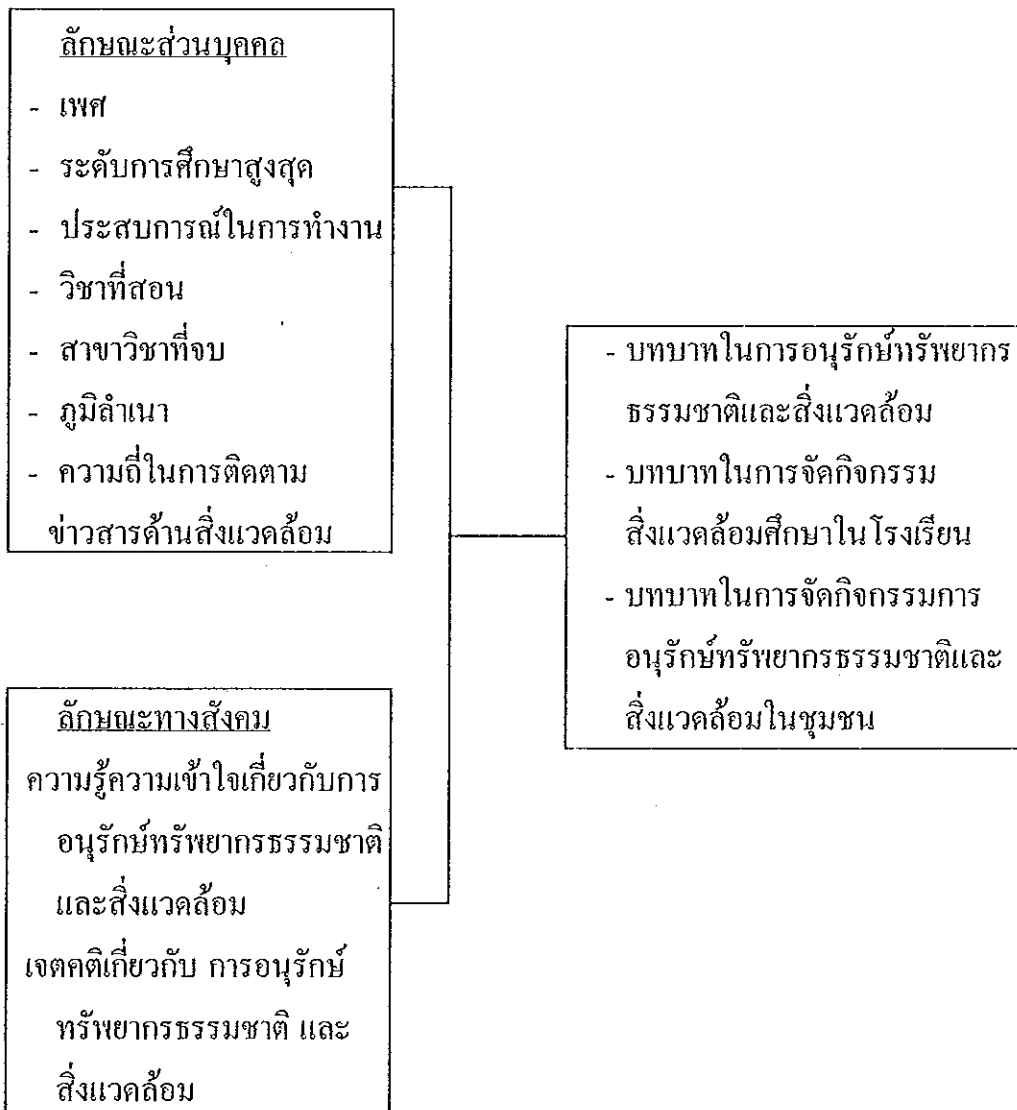 ลักษณะส่วนบุคคล
- เพศ
- ระดับการศึกษาสูงสุด
- ประสบการณ์ในการทำงาน
- วิชาที่สอน
- สาขาวิชาที่จบ
- ภูมิลำเนา
- ความถี่ในการติดตาม
ข่าวสารด้านสิ่งแวดล้อม
ลักษณะทางสังคม
ความรู้ความเข้าใจเกี่ยวกับการ
อนุรักษ์ทรัพยากรธรรมชาติ
และสิ่งแวดล้อม
เจตคติเกี่ยวกับ การอนุรักษ์
ทรัพยากรธรรมชาติ และ
สิ่งแวดล้อม
- บทบาทในการอนุรักษ์ทรัพยากร
ธรรมชาติและสิ่งแวดล้อม
- บทบาทในการจัดกิจกรรม
สิ่งแวดล้อมศึกษาในโรงเรียน
- บทบาทในการจัดกิจกรรมการ
อนุรักษ์ทรัพยากรธรรมชาติและ
สิ่งแวดล้อมในชุมชน